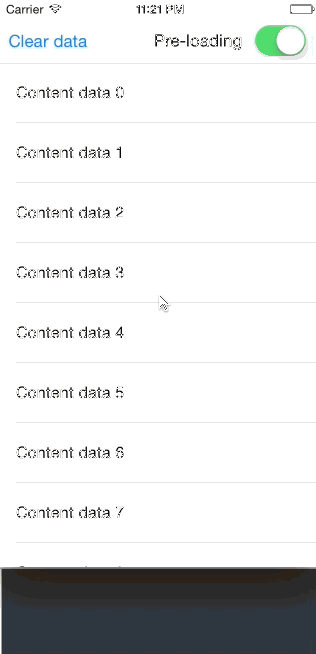 Carrier 11:21 PM
Clear data Pre-loading
Content data 0
Content data 1
Content data 2
Content data 3
Content data 4
Content data 5
Content data 6
Content data 7